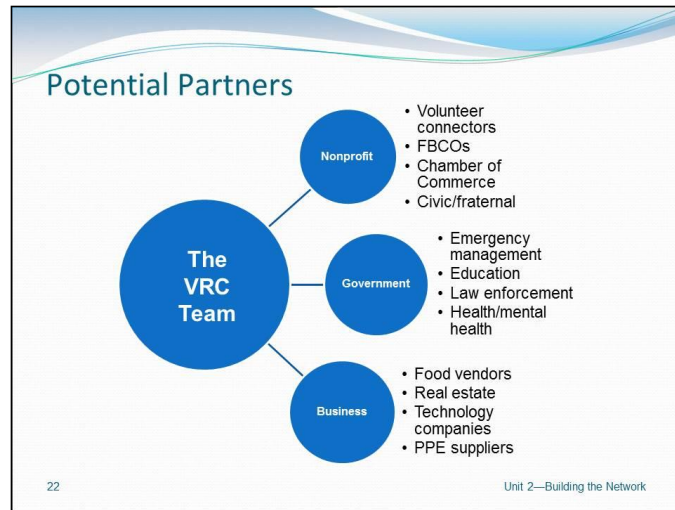 Potential Partners
Nonprofit
• Volunteer
connectors
• FBCOs
• Chamber of
Commerce
• Civic/fraternal
The
VRC
Team
Government
• Emergency
management
• Education
• Law enforcement
• Health/mental
health
Business
• Food vendors
• Real estate
• Technology
companies
• PPE suppliers
22
Unit 2—Building the Network